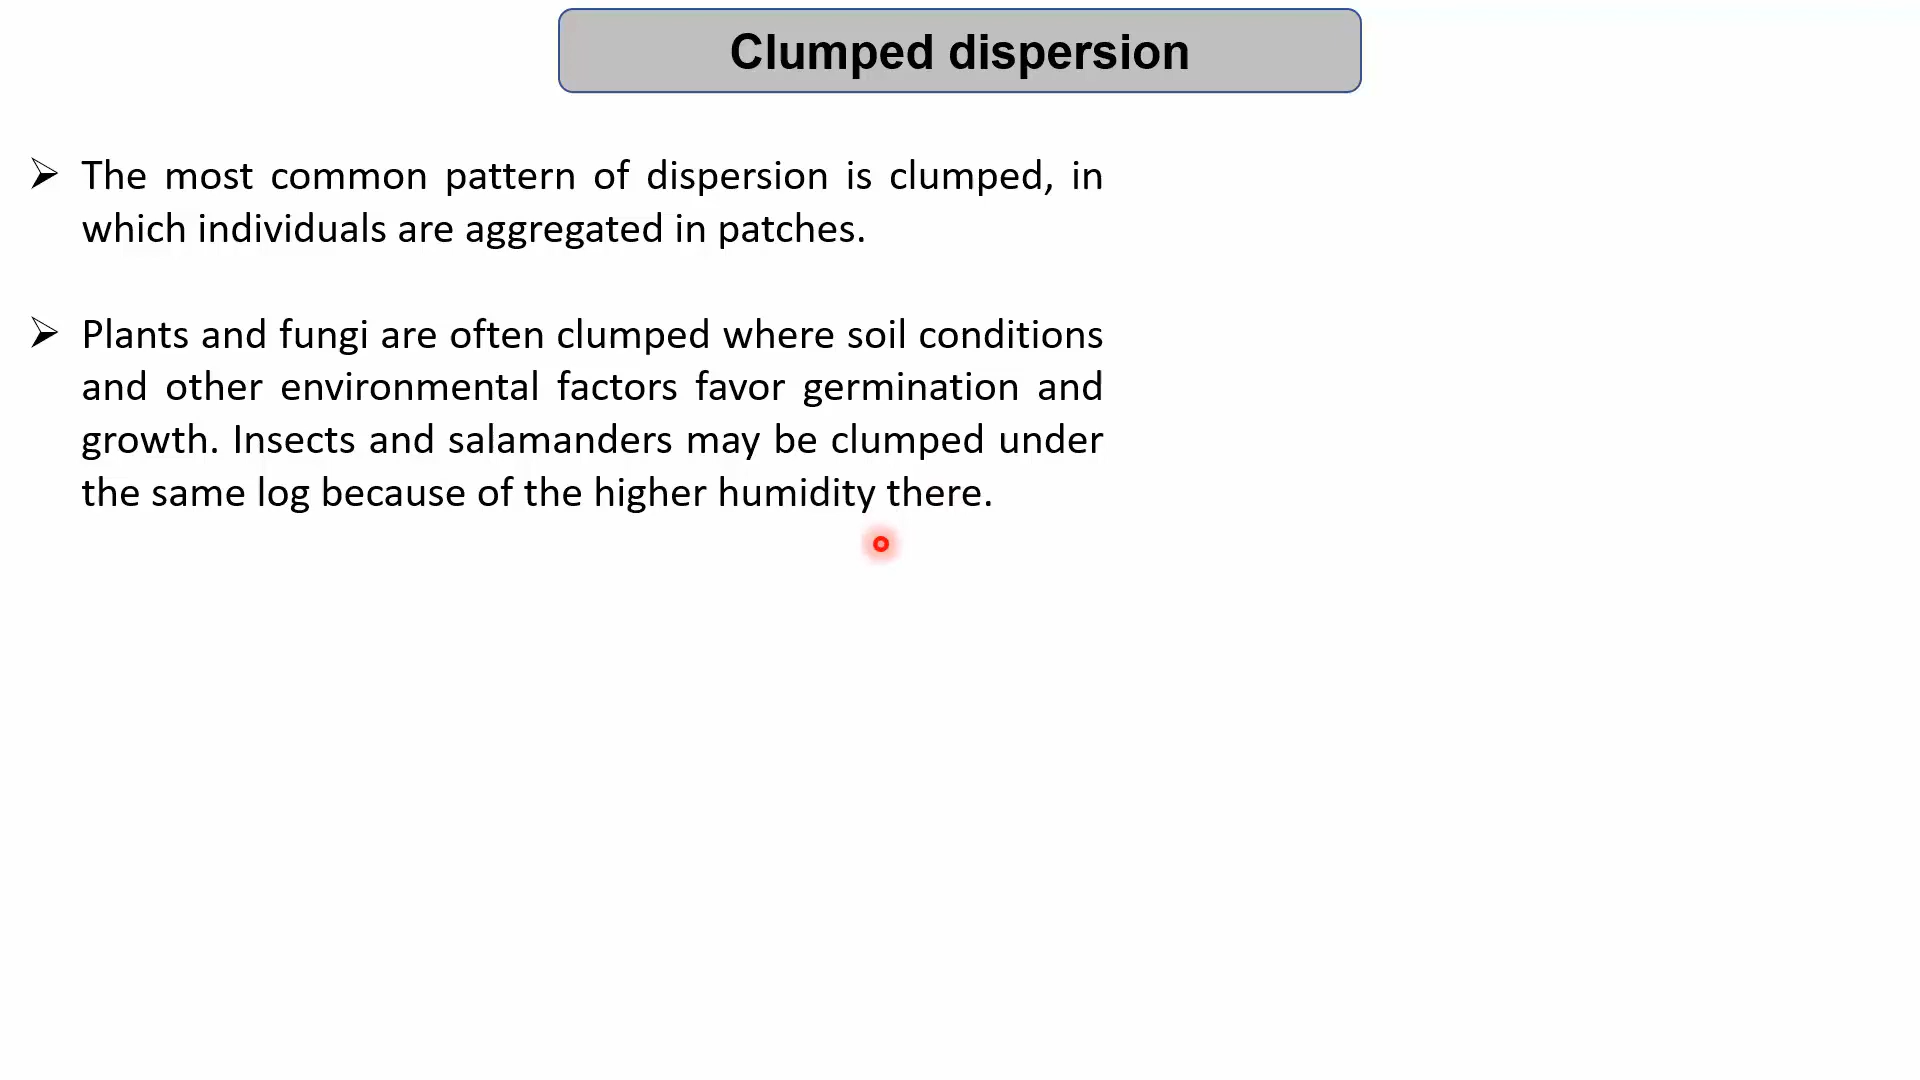 Clumped dispersion
➢ The most common pattern of dispersion is clumped, in
which individuals are aggregated in patches.
➢ Plants and fungi are often clumped where soil conditions
and other environmental factors favor germination and
growth. Insects and salamanders may be clumped under
the same log because of the higher humidity there.